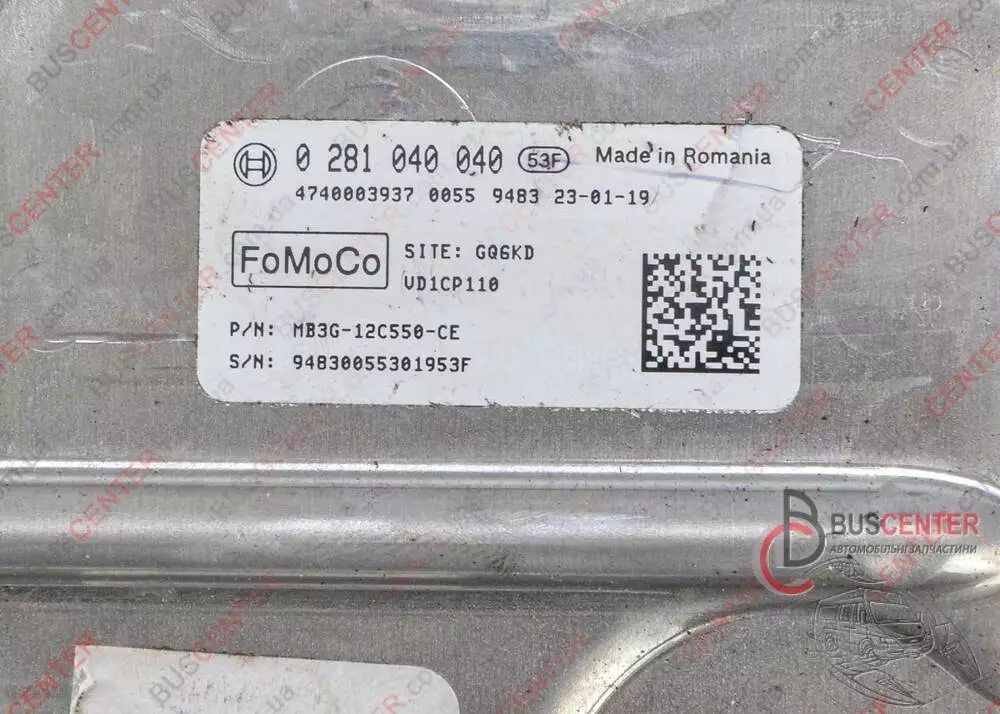 0 281 040 040 53F Made in Romania
4740003937 0055 9483 23-01-19
FoMoCo
SITE: GQ6KD
VD1CP110
P/N: MB3G-12C550-CE
S/N: 94830055301953F
BUSCENTER
АВТОМОБІЛЬНІ ЗАПЧАСТИНИ